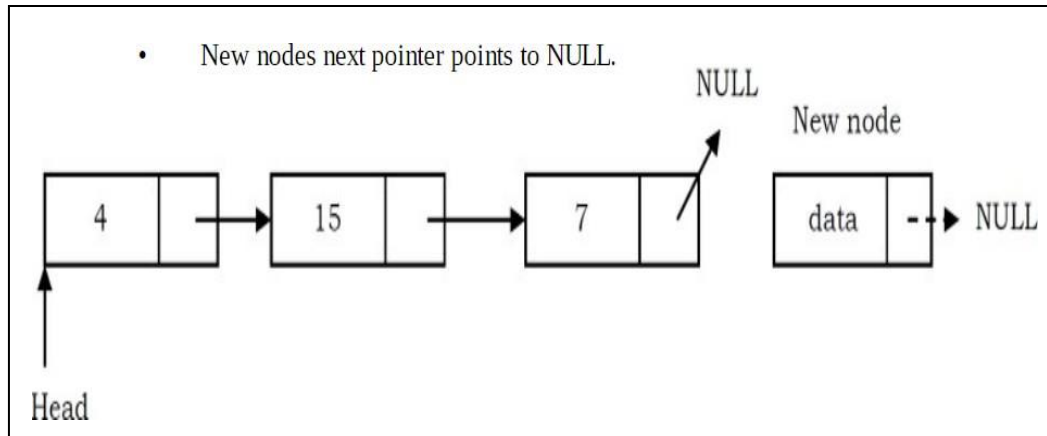 • New nodes next pointer points to NULL.
NULL
New node
4 15 7 data NULL
Head